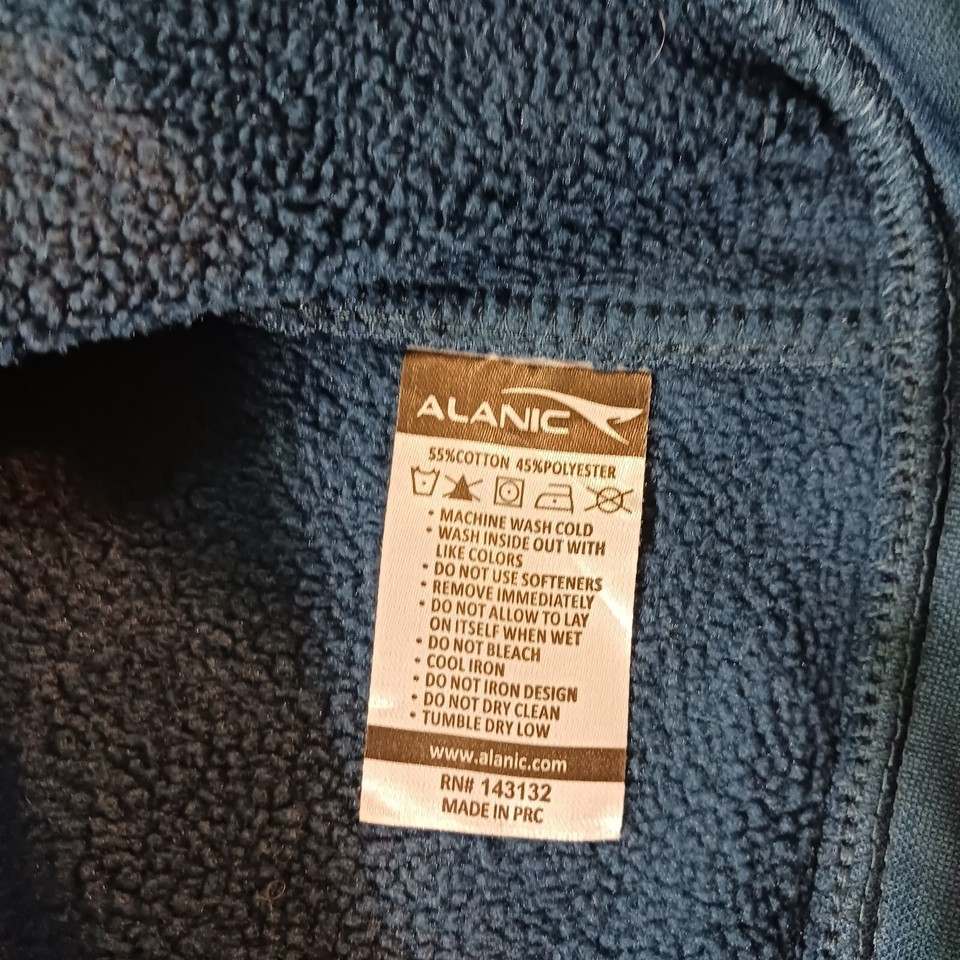 ALANIC
55%COTTON 45%POLYESTER
• MACHINE WASH COLD
• WASH INSIDE OUT WITH
LIKE COLORS
• DO NOT USE SOFTENERS
• REMOVE IMMEDIATELY
• DO NOT ALLOW TO LAY
ON ITSELF WHEN WET
• DO NOT BLEACH
• COOL IRON
• DO NOT IRON DESIGN
• DO NOT DRY CLEAN
• TUMBLE DRY LOW
www.alanic.com
RN# 143132
MADE IN PRC